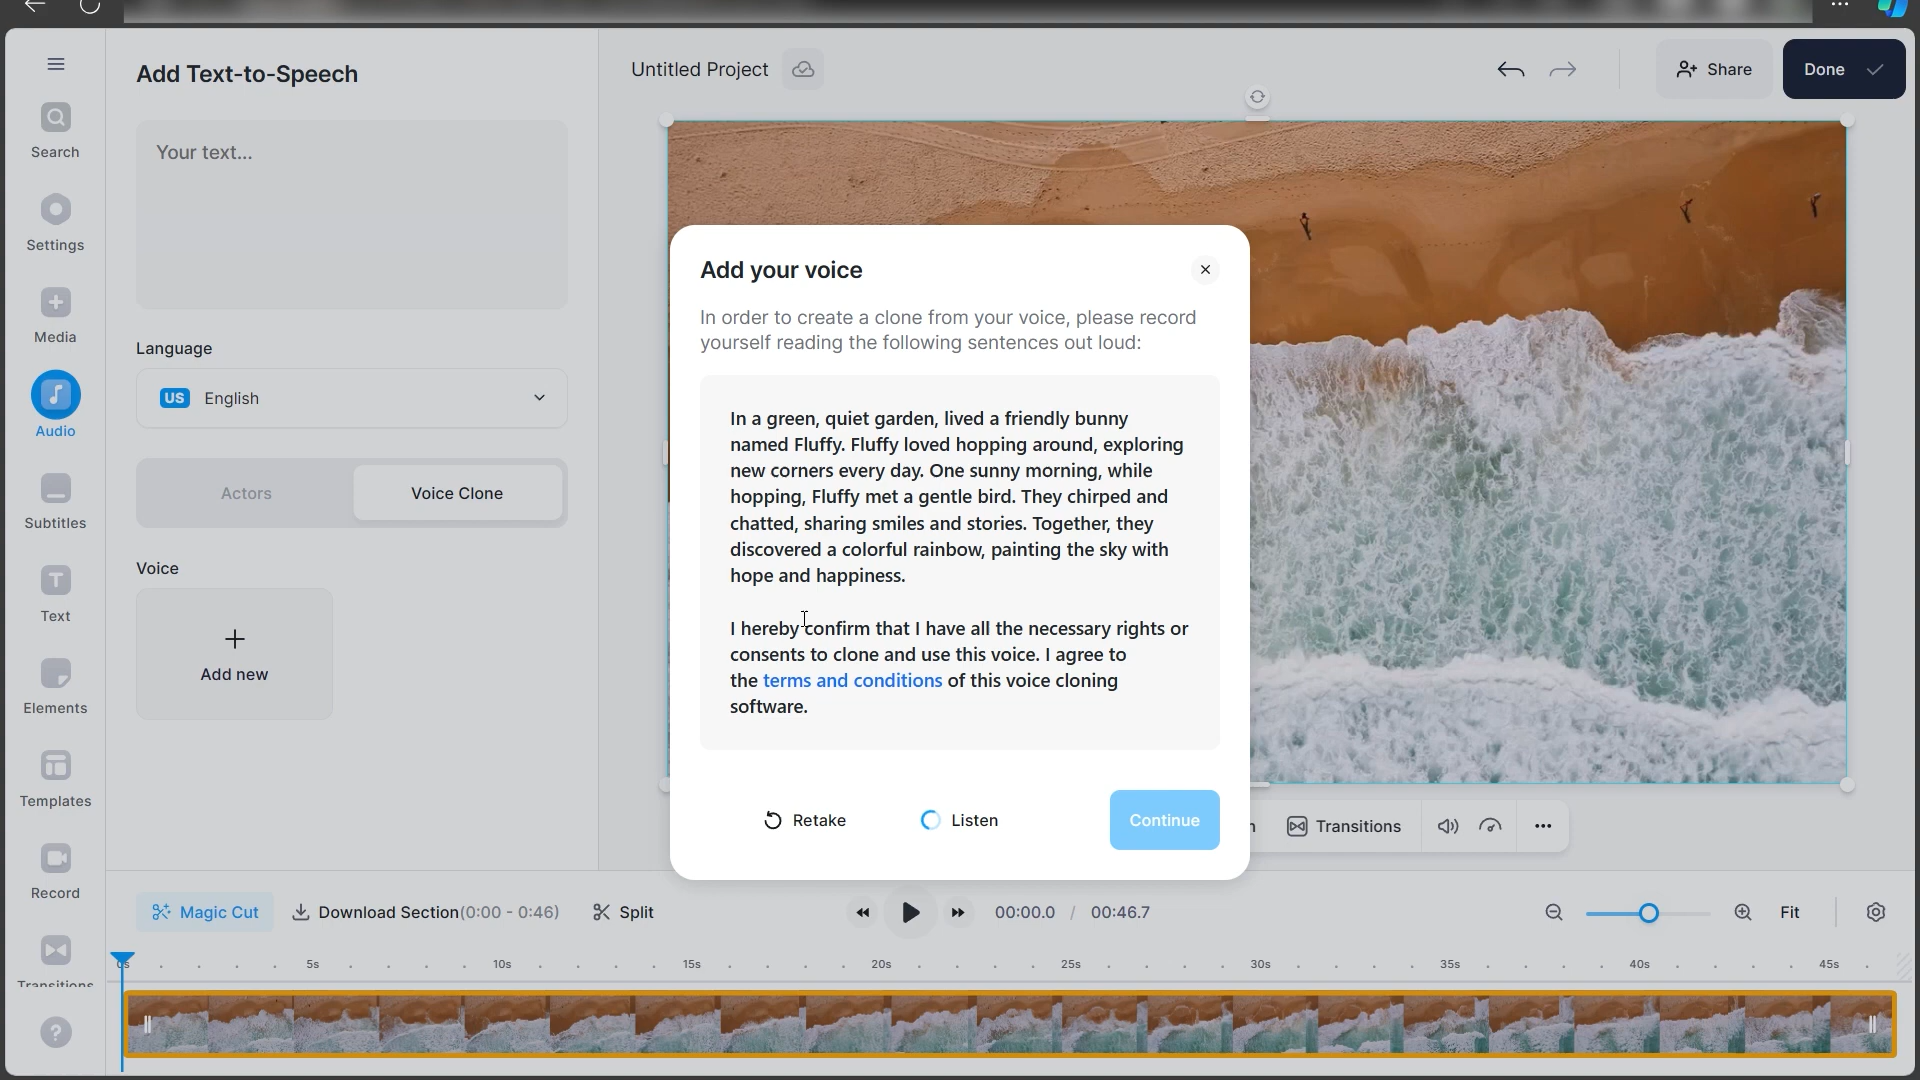 Add Text-to-Speech
Untitled Project
Share
Done
Search
Settings
Media
Audio
Subtitles
Text
Elements
Templates
Record
Transitions
Your text...
Language
US English
Actors
Voice Clone
Voice
Add new
Add your voice
In order to create a clone from your voice, please record
yourself reading the following sentences out loud:
In a green, quiet garden, lived a friendly bunny
named Fluffy. Fluffy loved hopping around, exploring
new corners every day. One sunny morning, while
hopping, Fluffy met a gentle bird. They chirped and
chatted, sharing smiles and stories. Together, they
discovered a colorful rainbow, painting the sky with
hope and happiness.
I hereby confirm that I have all the necessary rights or
consents to clone and use this voice. I agree to
the terms and conditions of this voice cloning
software.
Retake
Listen
Continue
Transitions
Magic Cut
Download Section(0:00 - 0:46)
Split
00:00.0 / 00:46.7
Fit
0s 5s 10s 15s 20s 25s 30s 35s 40s 45s